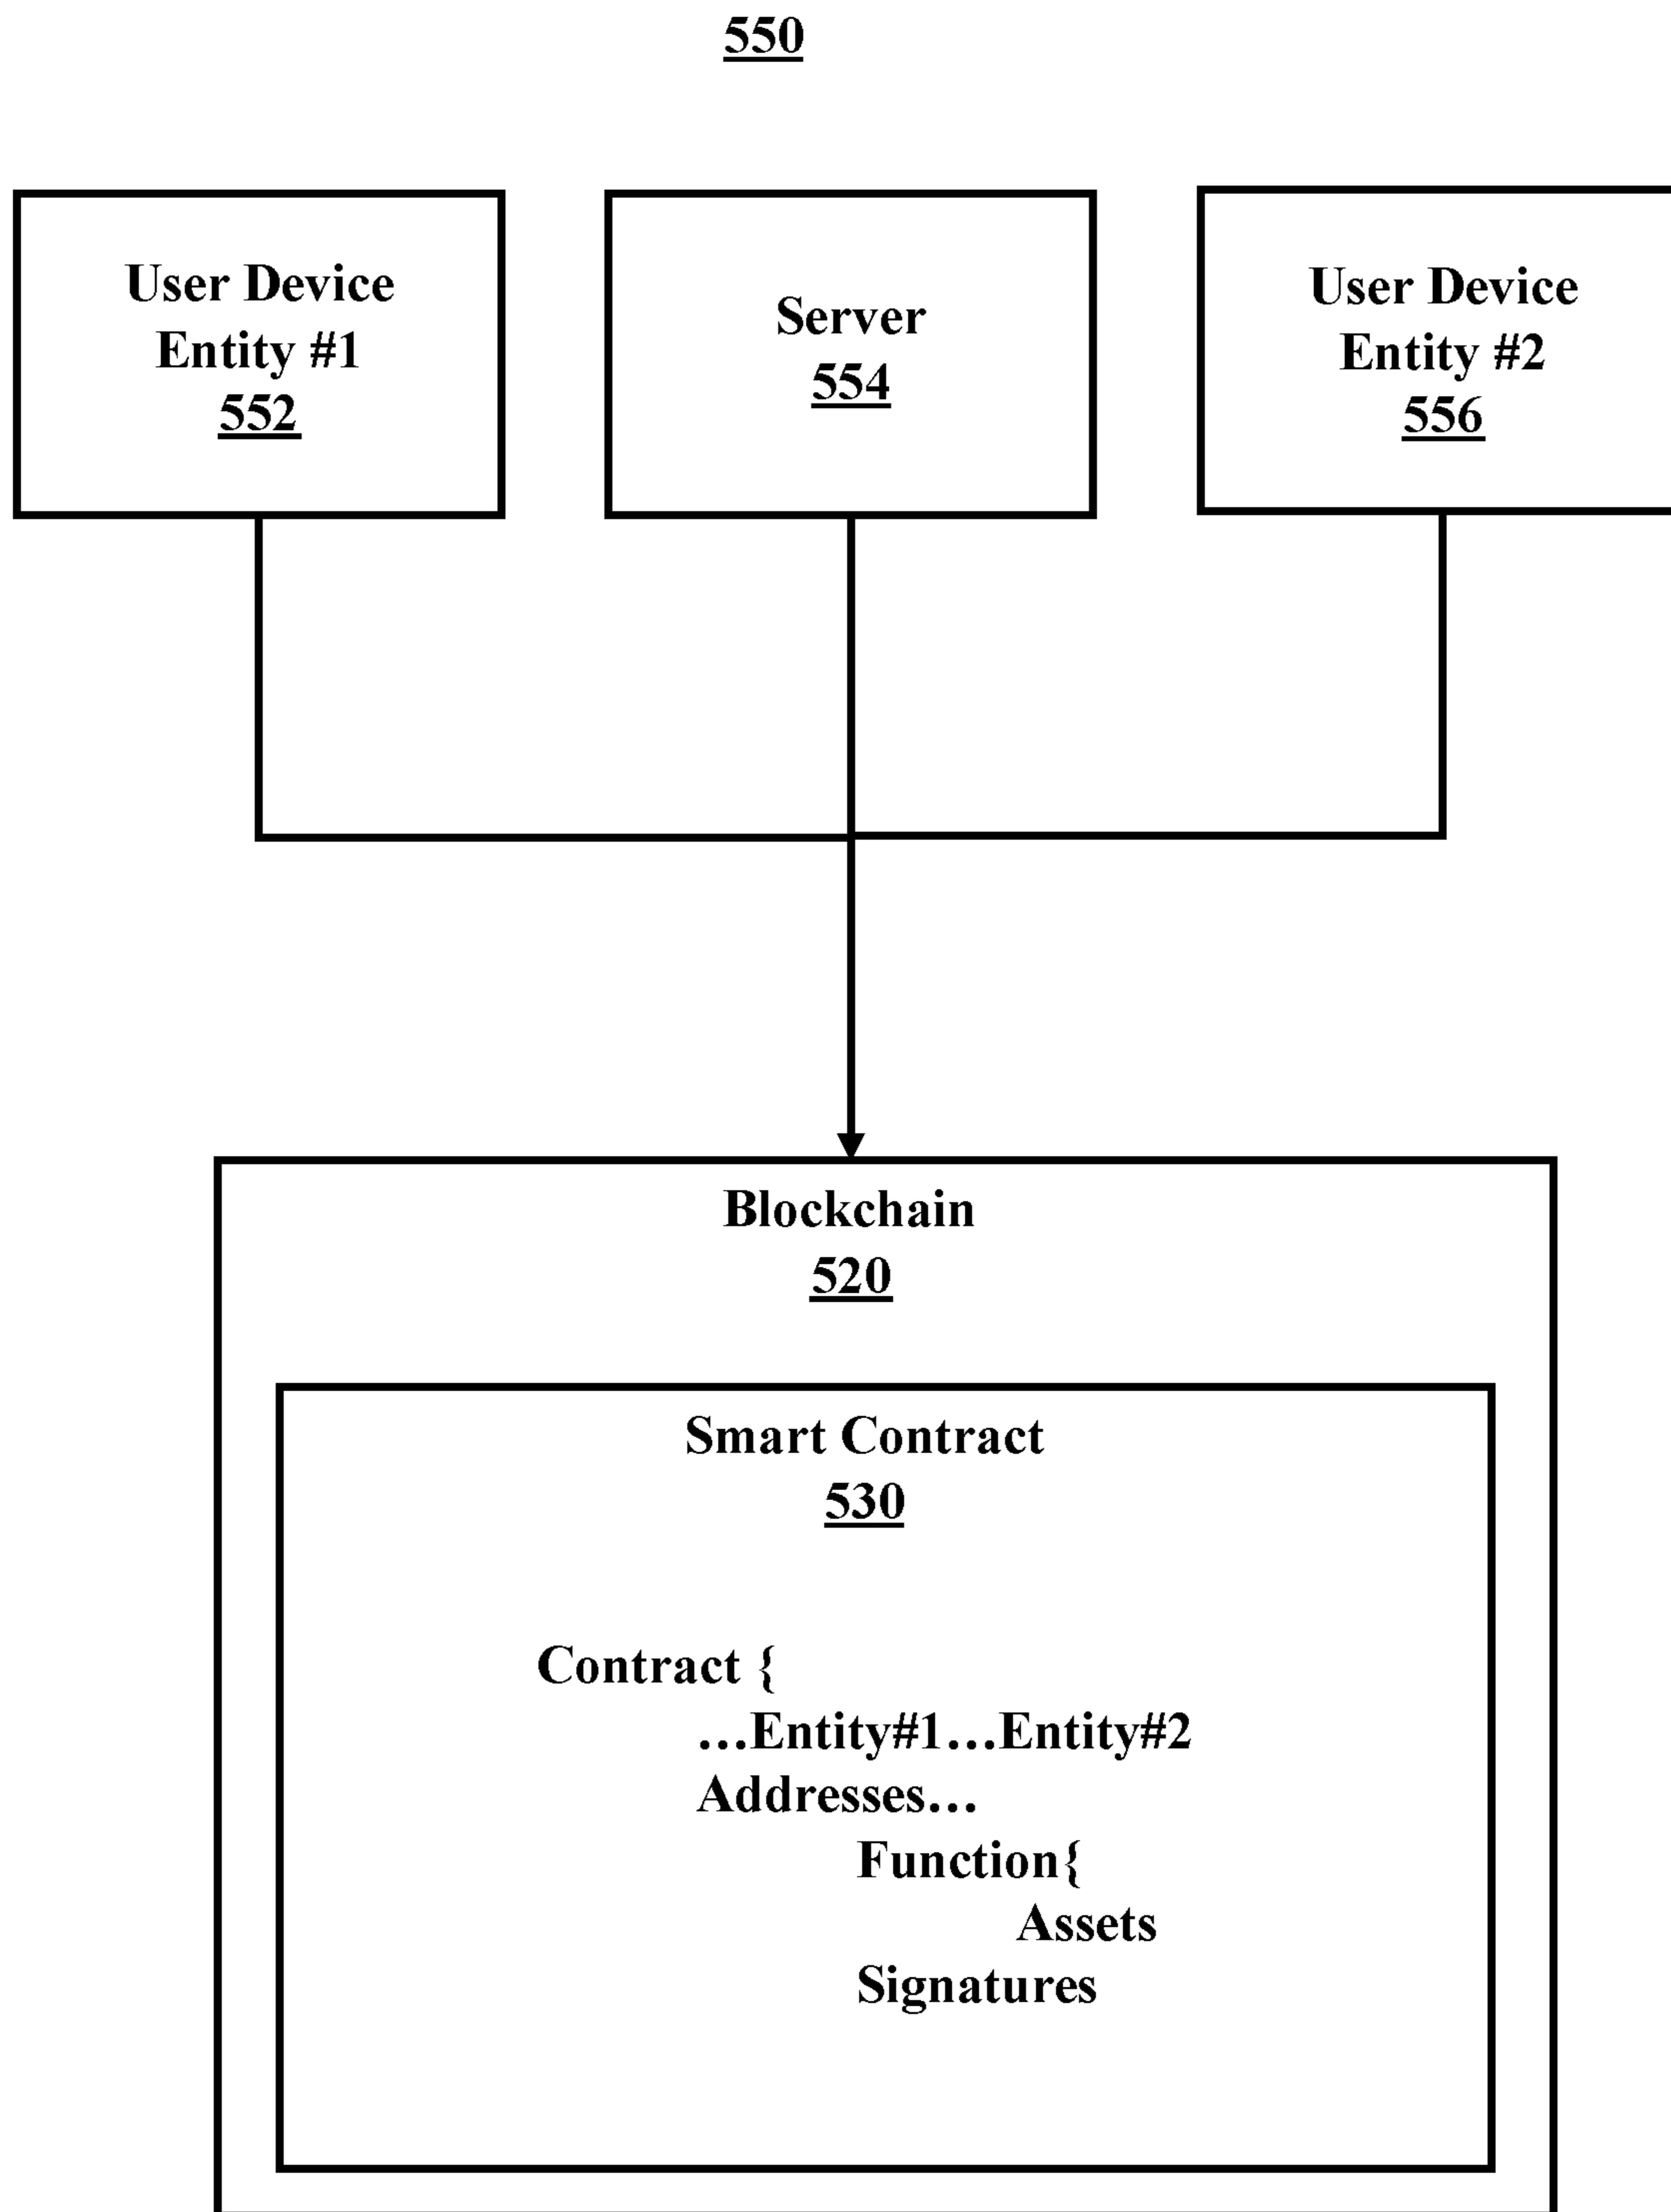 550
User Device
Entity #1
552
Server
554
User Device
Entity #2
556
Blockchain
520
Smart Contract
530
Contract {
…Entity#1…Entity#2
Addresses…
Function{
Assets
Signatures